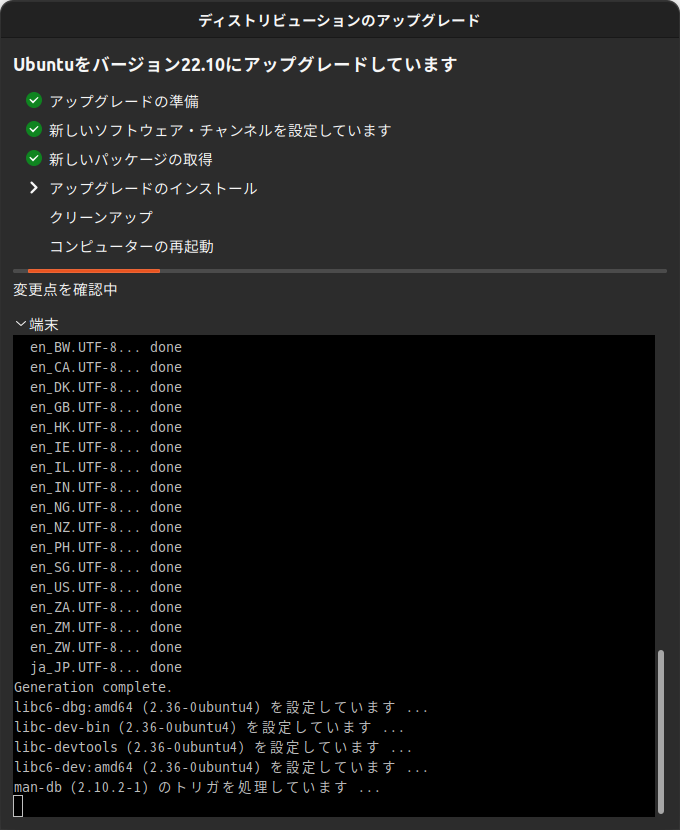 ディストリビューションのアップグレード
Ubuntuをバージョン22.10にアップグレードしています
アップグレードの準備
新しいソフトウェア・チャンネルを設定しています
新しいパッケージの取得
アップグレードのインストール
クリーンアップ
コンピューターの再起動
変更点を確認中
端末
en_BW.UTF-8... done
en_CA.UTF-8... done
en_DK.UTF-8... done
en_GB.UTF-8... done
en_HK.UTF-8... done
en_IE.UTF-8... done
en_IL.UTF-8... done
en_IN.UTF-8... done
en_NG.UTF-8... done
en_NZ.UTF-8... done
en_PH.UTF-8... done
en_SG.UTF-8... done
en_US.UTF-8... done
en_ZA.UTF-8... done
en_ZM.UTF-8... done
en_ZW.UTF-8... done
ja_JP.UTF-8... done
Generation complete.
libc6-dbg:amd64 (2.36-0ubuntu4) を設定しています ...
libc-dev-bin (2.36-0ubuntu4) を設定しています ...
libc-devtools (2.36-0ubuntu4) を設定しています ...
libc6-dev:amd64 (2.36-0ubuntu4) を設定しています ...
man-db (2.10.2-1) のトリガを処理しています ...